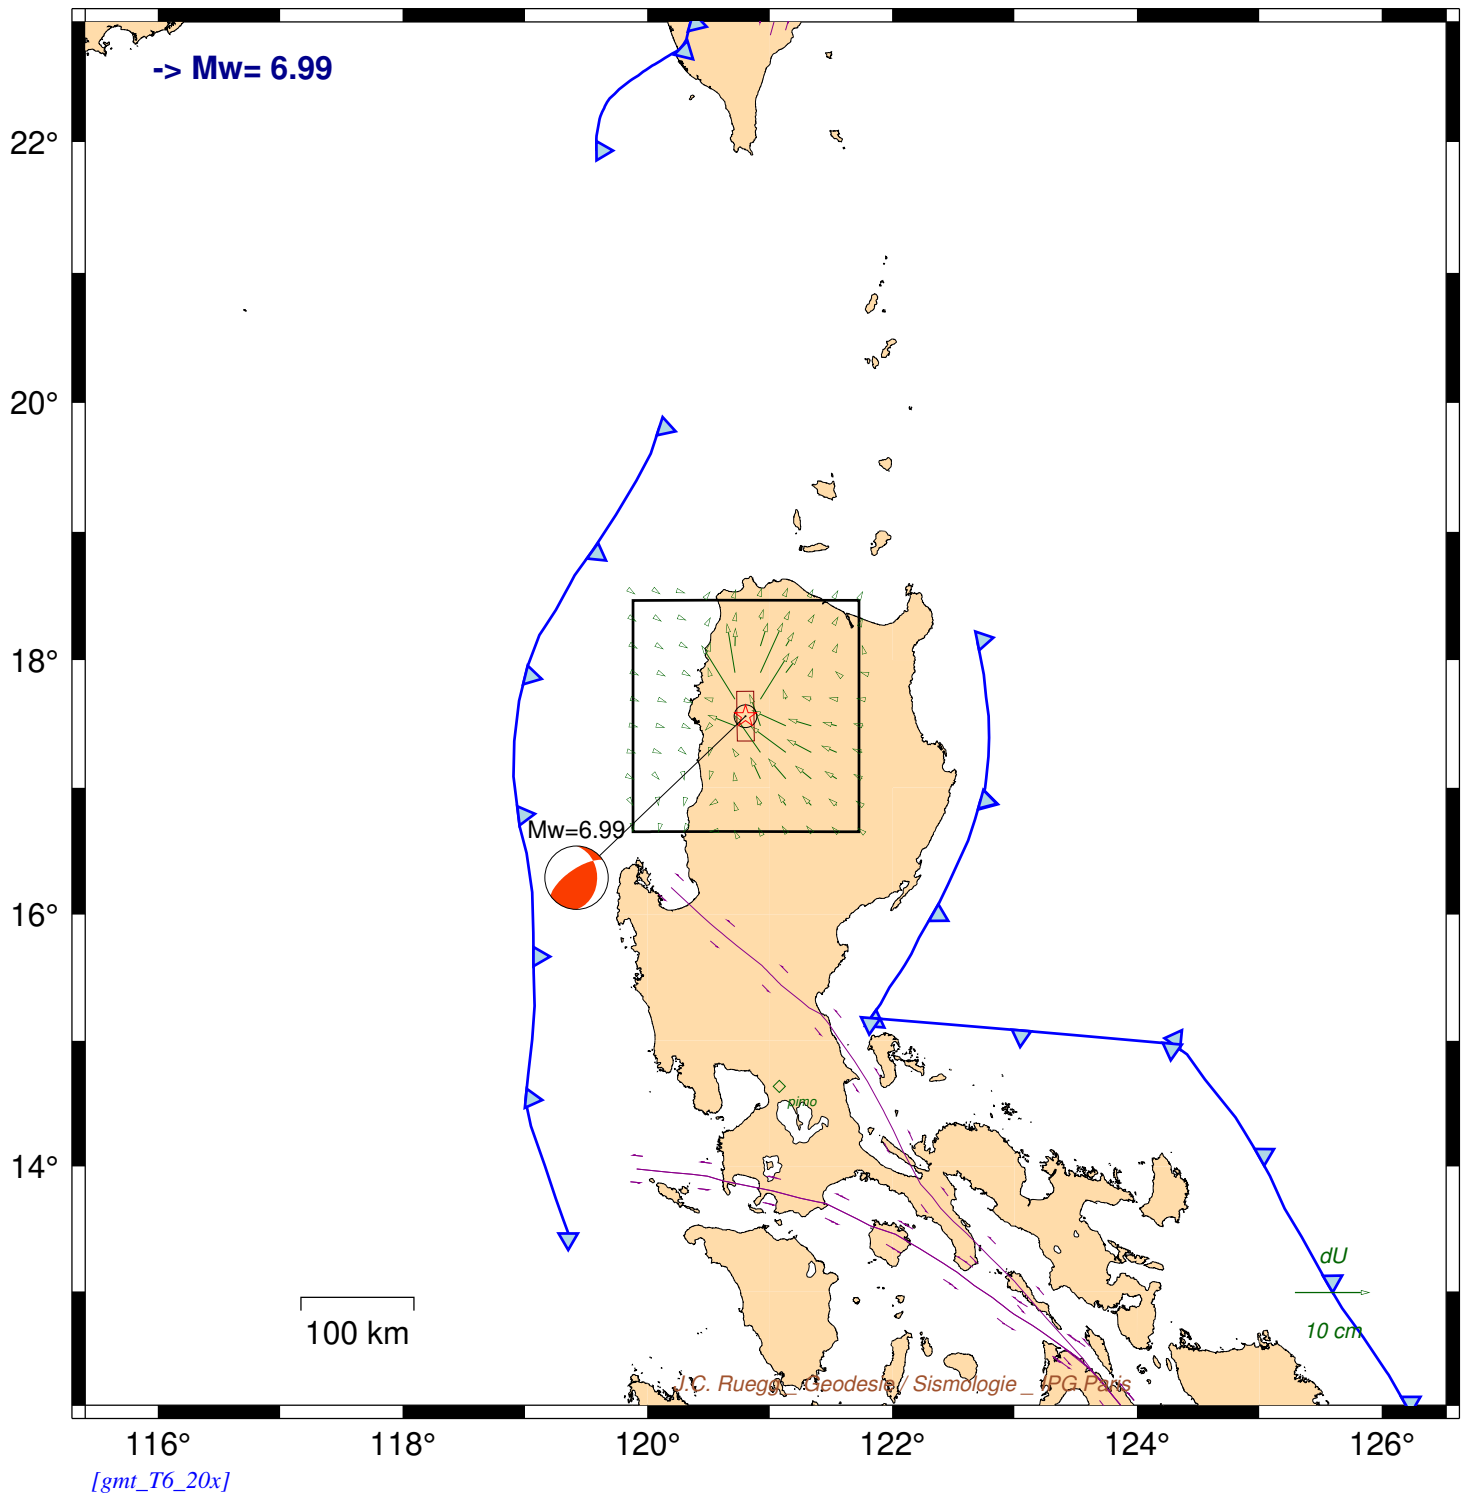 -> Mw= 6.99
22°
20°
18°
Mw=6.99
16°
pimo
14°
dU
10 cm
100 km
J.C. Ruegg _ Geodesie / Sismologie _ IPG Paris
116°
118°
120°
122°
124°
126°
[gmt_T6_20x]